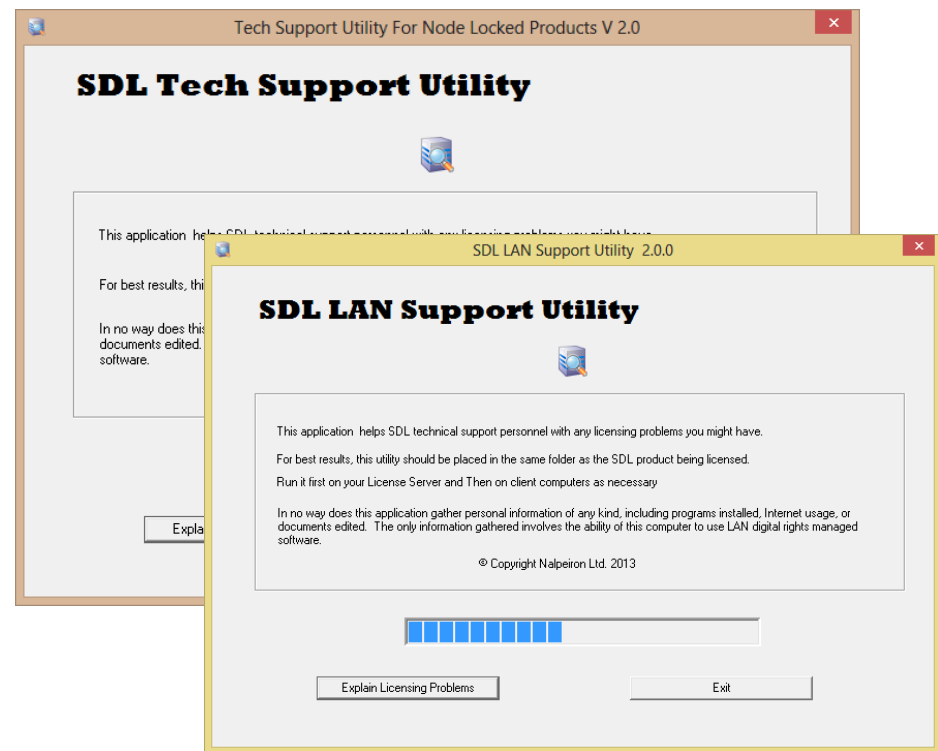 Tech Support Utility For Node Locked Products V 2.0
SDL Tech Support Utility
This application
For best results,
In no way does this
documents edited.
software.
SDL LAN Support Utility 2.0.0
SDL LAN Support Utility
This application helps SDL technical support personnel with any licensing problems you might have.
For best results, this utility should be placed in the same folder as the SDL product being licensed.
Run it first on your License Server and Then on client computers as necessary
In no way does this application gather personal information of any kind, including programs installed, Internet usage, or
documents edited. The only information gathered involves the ability of this computer to use LAN digital rights managed
software.
© Copyright Nalpeiron Ltd. 2013
Explain Licensing Problems
Exit